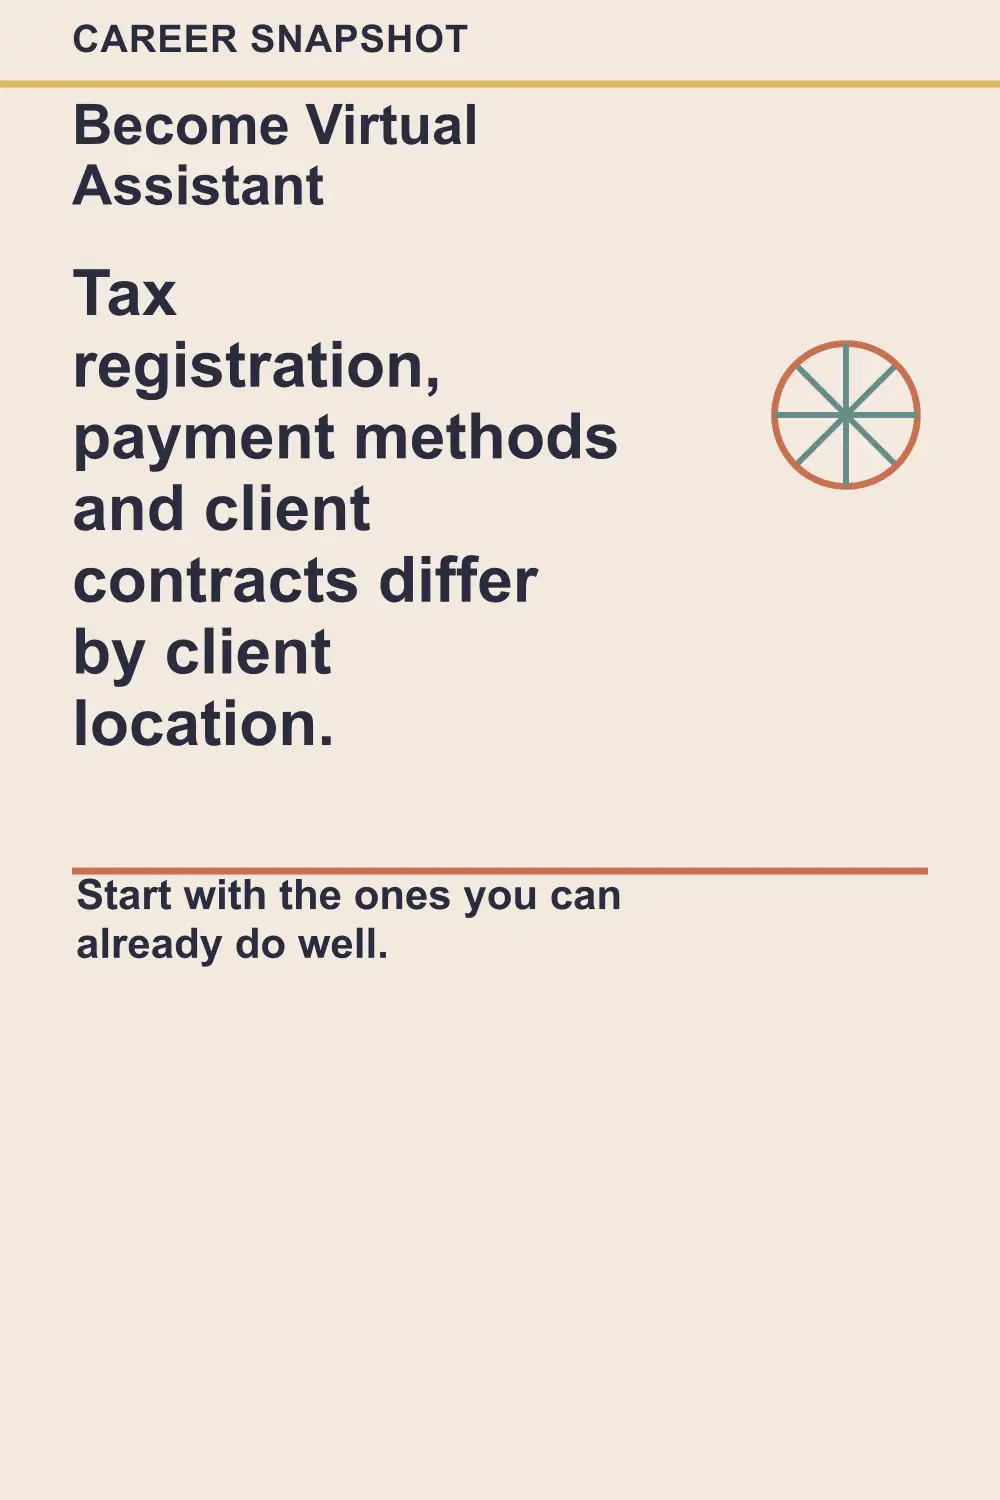 CAREER SNAPSHOT
Become Virtual
Assistant
Tax
registration,
payment methods
and client
contracts differ
by client
location.
Start with the ones you can
already do well.